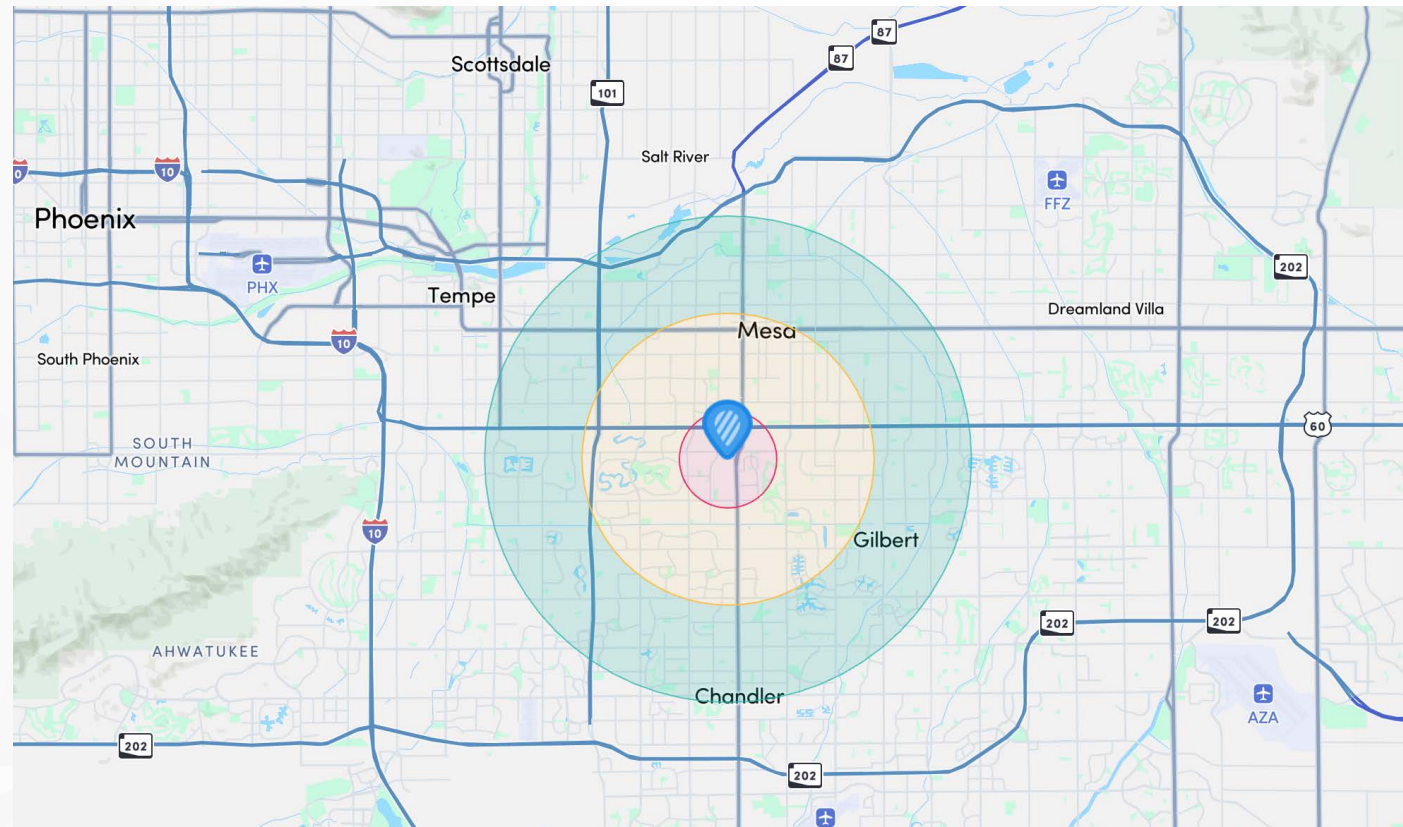 87
87
Scottsdale
101
Salt River
10
FFZ
Phoenix
202
PHX
Tempe
Dreamland Villa
Mesa
10
South Phoenix
60
SOUTH
MOUNTAIN
10
Gilbert
202
202
AHWATUKEE
Chandler
AZA
202
202